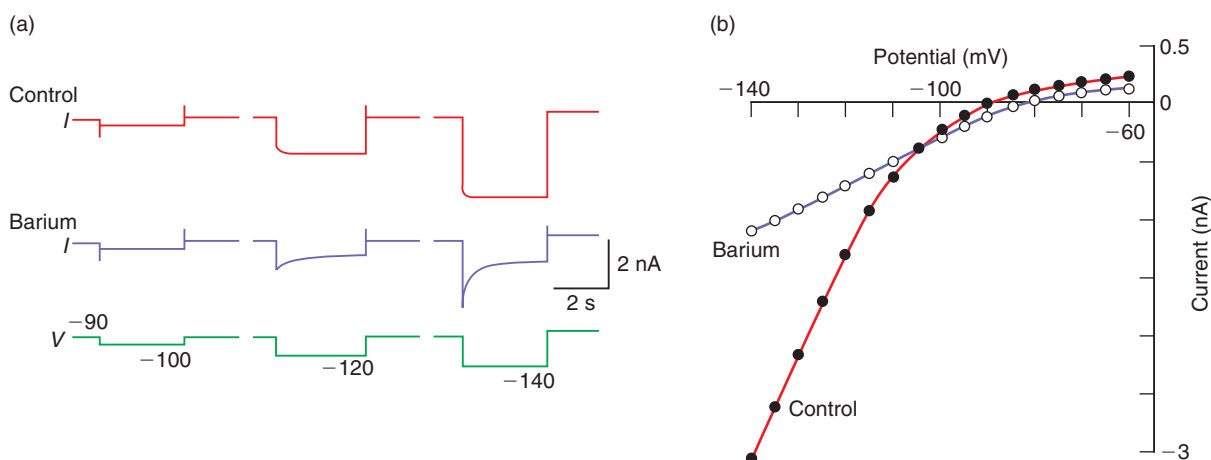 (a)
Control
I
Barium
I
2 nA
2 s
−90
V
−100
−120
−140
(b)
Potential (mV)
0.5
−140
−100
0
−60
Barium
Current (nA)
Control
−3